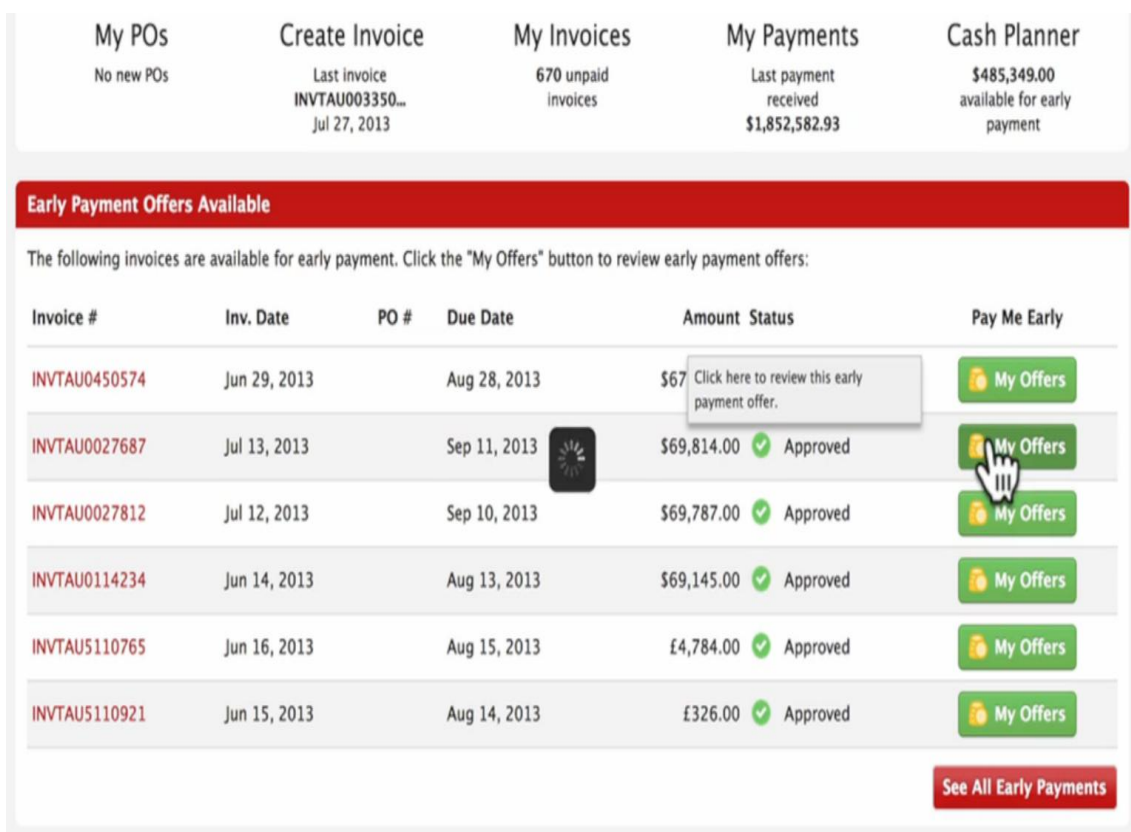 My POs Create Invoice My Invoices My Payments Cash Planner
No new POs Last invoice 670 unpaid Last payment $485,349.00
INVTAU003350... invoices received available for early
Jul 27, 2013 $1,852,582.93 payment
Early Payment Offers Available
The following invoices are available for early payment. Click the "My Offers" button to review early payment offers:
Invoice # Inv. Date PO # Due Date Amount Status Pay Me Early
INVTAU0450574 Jun 29, 2013 Aug 28, 2013 $67 My Offers
Click here to review this early
payment offer.
INVTAU0027687 Jul 13, 2013 Sep 11, 2013 $69,814.00 Approved My Offers
INVTAU0027812 Jul 12, 2013 Sep 10, 2013 $69,787.00 Approved My Offers
INVTAU0114234 Jun 14, 2013 Aug 13, 2013 $69,145.00 Approved My Offers
INVTAU5110765 Jun 16, 2013 Aug 15, 2013 £4,784.00 Approved My Offers
INVTAU5110921 Jun 15, 2013 Aug 14, 2013 £326.00 Approved My Offers
See All Early Payments